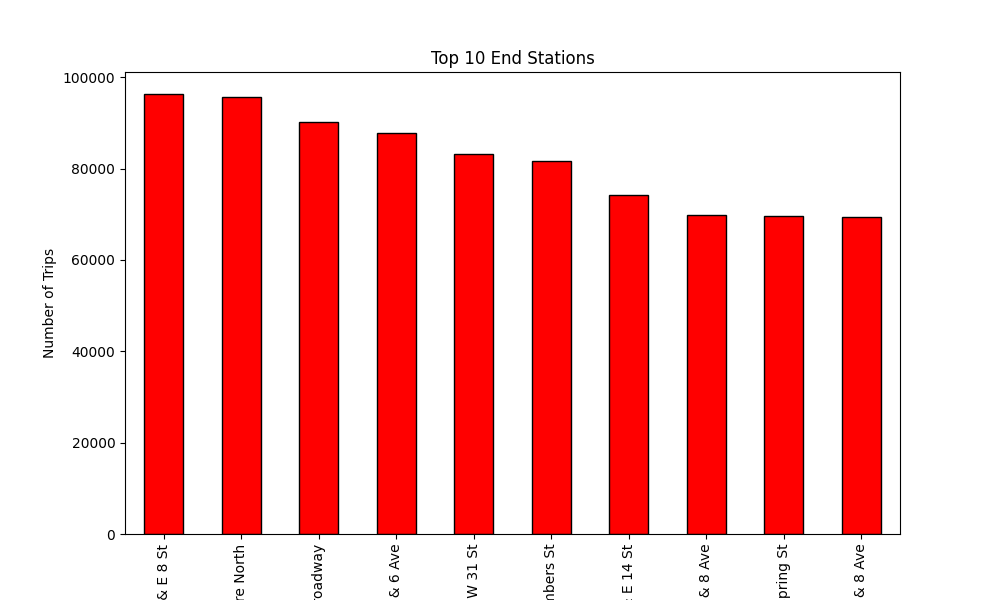 Top 10 End Stations
Number of Trips
100000
80000
60000
40000
20000
0
& E 8 St
re North
roadway
& 6 Ave
W 31 St
mbers St
E 14 St
& 8 Ave
pring St
& 8 Ave